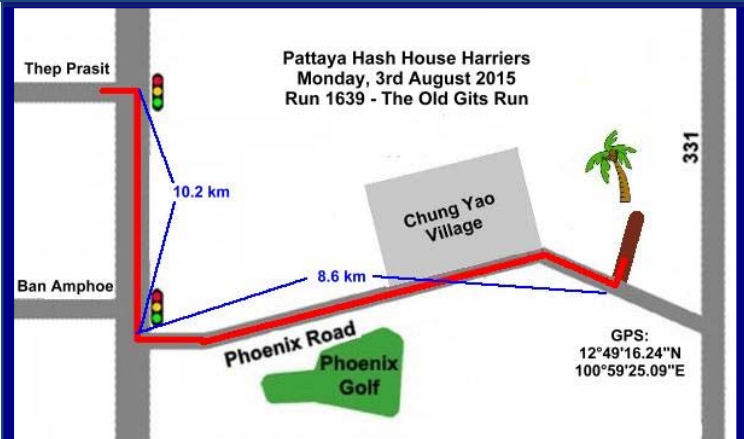 Pattaya Hash House Harriers
Monday, 3rd August 2015
Run 1639 - The Old Gits Run
Thep Prasit
331
10.2 km
Chung Yao
Village
8.6 km
Ban Amphoe
Phoenix Road
Phoenix
Golf
GPS:
12°49'16.24"N
100°59'25.09"E